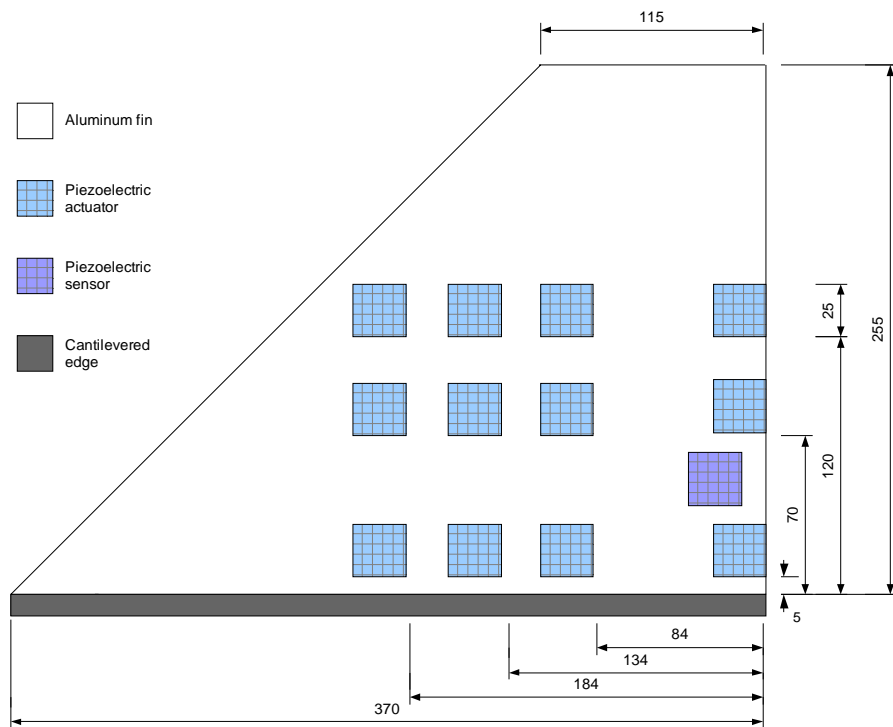 115
Aluminum fin
Piezoelectric
actuator
Piezoelectric
sensor
Cantilevered
edge
25
255
120
70
5
84
134
184
370